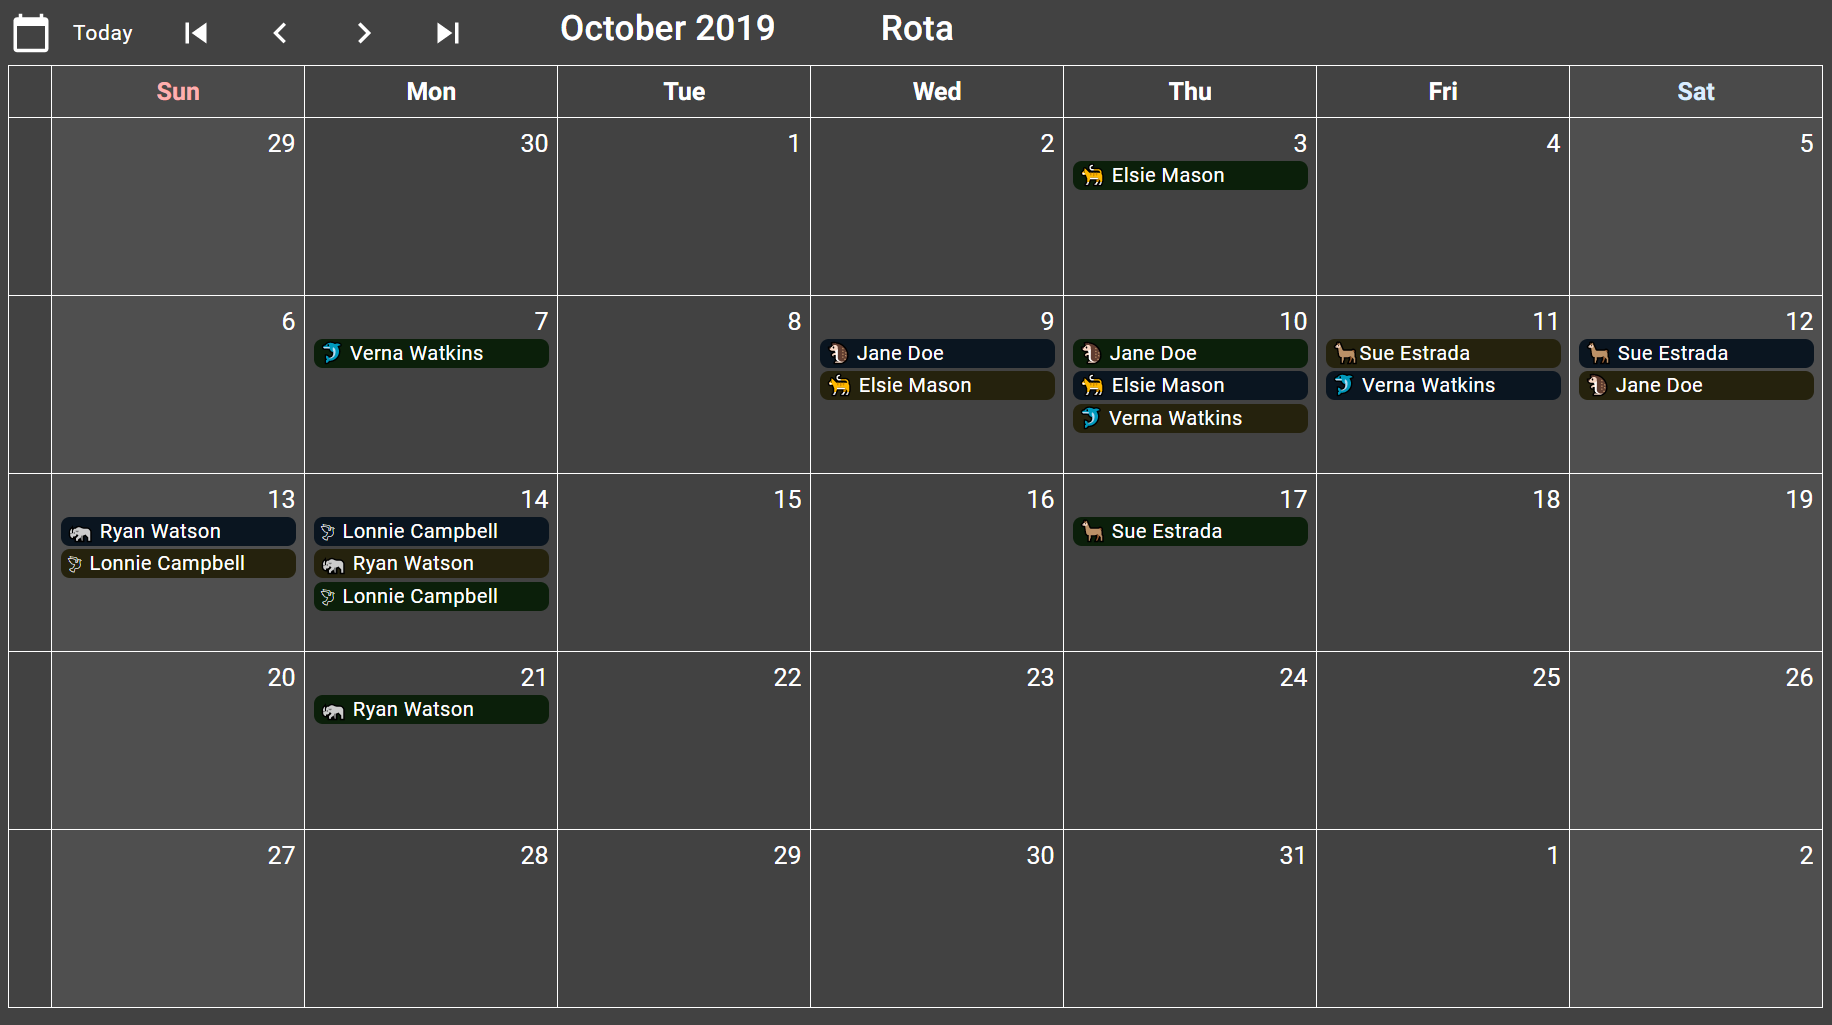 Today October 2019 Rota
Sun Mon Tue Wed Thu Fri Sat
29 30 1 2 3 4 5
Elsie Mason
6 7 8 9 10 11 12
Verna Watkins Jane Doe Jane Doe Sue Estrada Sue Estrada
Elsie Mason Elsie Mason Verna Watkins Jane Doe
Verna Watkins
13 14 15 16 17 18 19
Ryan Watson Lonnie Campbell Sue Estrada
Lonnie Campbell Ryan Watson
Lonnie Campbell
20 21 22 23 24 25 26
Ryan Watson
27 28 29 30 31 1 2